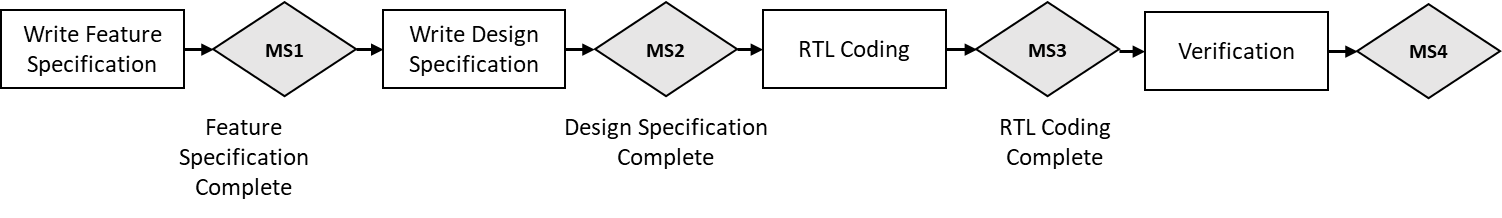 Write Feature
Specification
MS1
Write Design
Specification
MS2
RTL Coding
MS3
Verification
MS4
Feature
Specification
Complete
Design Specification
Complete
RTL Coding
Complete